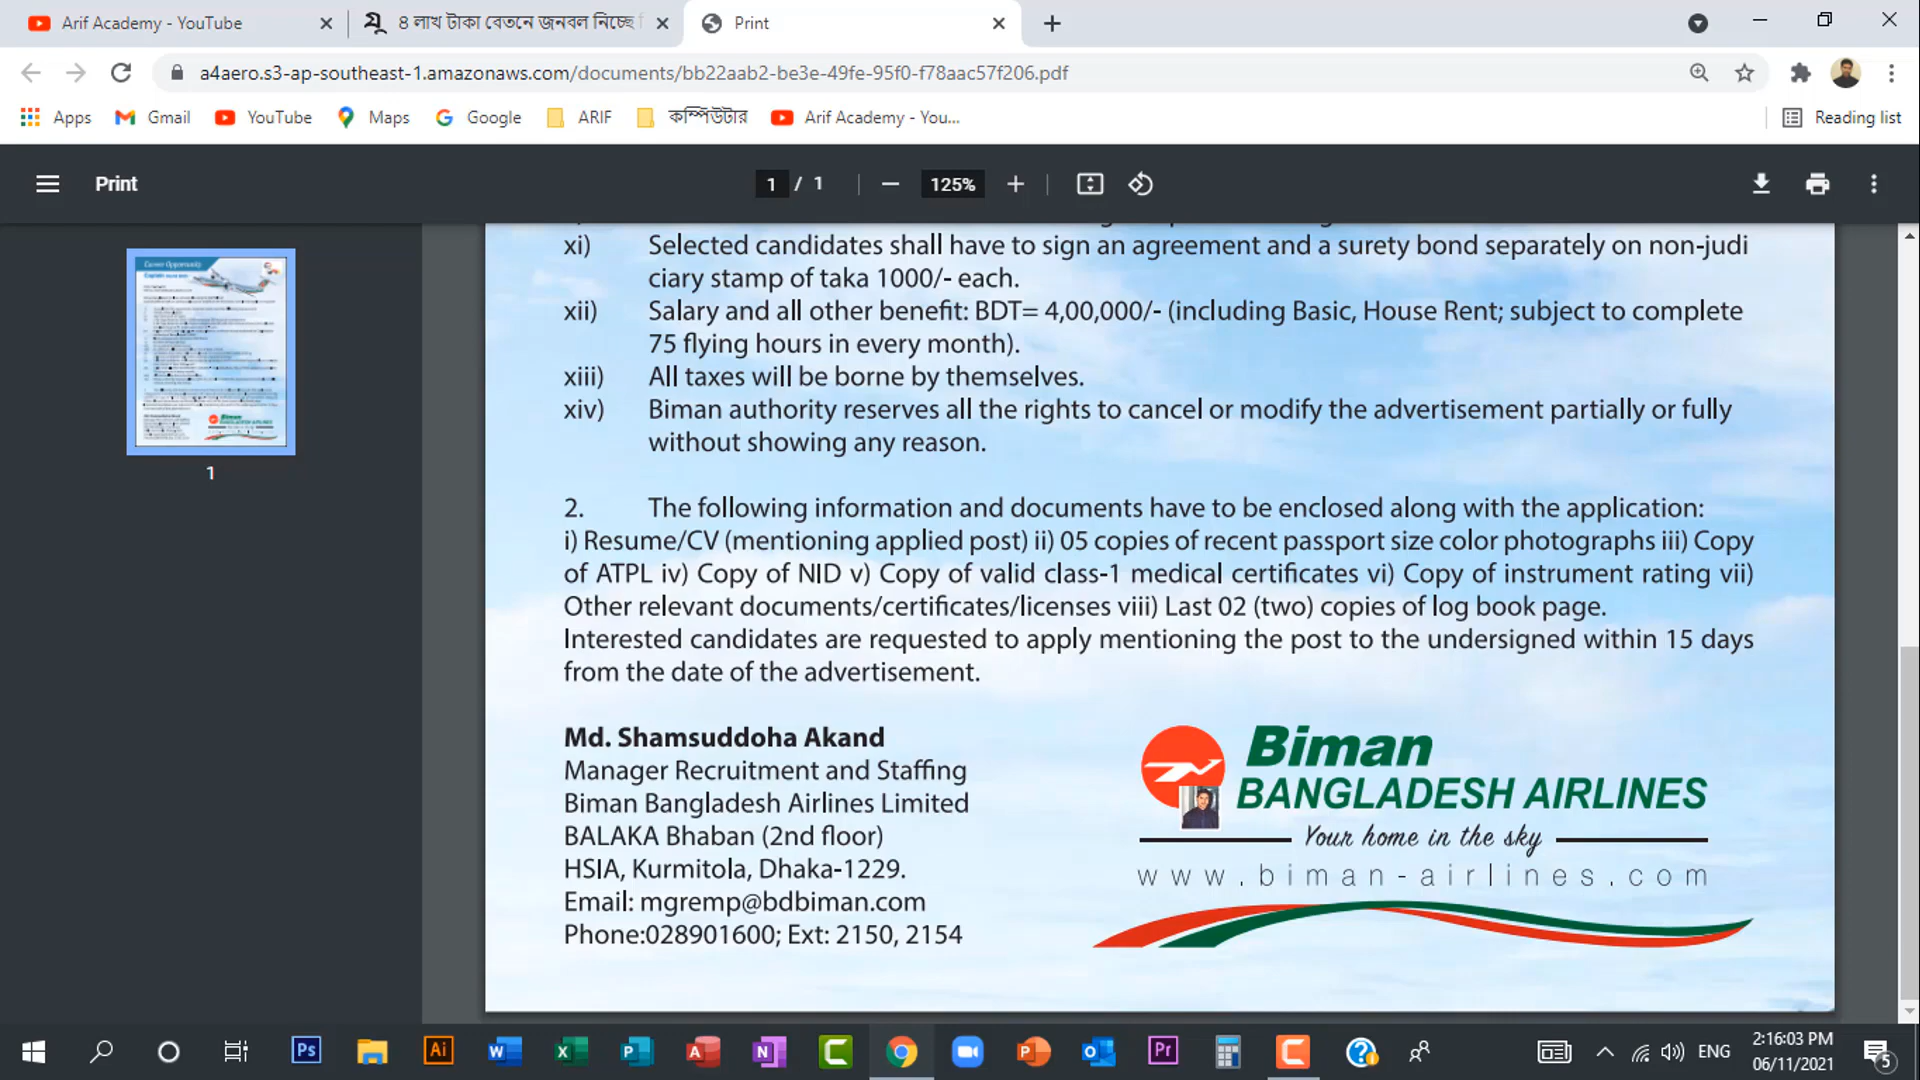 Arif Academy - YouTube
৪ লাখ টাকা বেতনে জনবল নিচ্ছে
Print
a4aero.s3-ap-southeast-1.amazonaws.com/documents/bb22aab2-be3e-49fe-95f0-f78aac57f206.pdf
Apps
Gmail
YouTube
Maps
Google
ARIF
কম্পিউটার
Arif Academy - You...
Reading list
Print
1 / 1
125%
xi) Selected candidates shall have to sign an agreement and a surety bond separately on non-judi
ciary stamp of taka 1000/- each.
xii) Salary and all other benefit: BDT= 4,00,000/- (including Basic, House Rent; subject to complete
75 flying hours in every month).
xiii) All taxes will be borne by themselves.
xiv) Biman authority reserves all the rights to cancel or modify the advertisement partially or fully
without showing any reason.
2. The following information and documents have to be enclosed along with the application:
i) Resume/CV (mentioning applied post) ii) 05 copies of recent passport size color photographs iii) Copy
of ATPL iv) Copy of NID v) Copy of valid class-1 medical certificates vi) Copy of instrument rating vii)
Other relevant documents/certificates/licenses viii) Last 02 (two) copies of log book page.
Interested candidates are requested to apply mentioning the post to the undersigned within 15 days
from the date of the advertisement.
Md. Shamsuddoha Akand
Manager Recruitment and Staffing
Biman Bangladesh Airlines Limited
BALAKA Bhaban (2nd floor)
HSIA, Kurmitola, Dhaka-1229.
Email: mgremp@bdbiman.com
Phone:028901600; Ext: 2150, 2154
Biman
BANGLADESH AIRLINES
Your home in the sky
www.biman-airlines.com
1
Ps
Ai
Pr
ENG
2:16:03 PM
06/11/2021
5